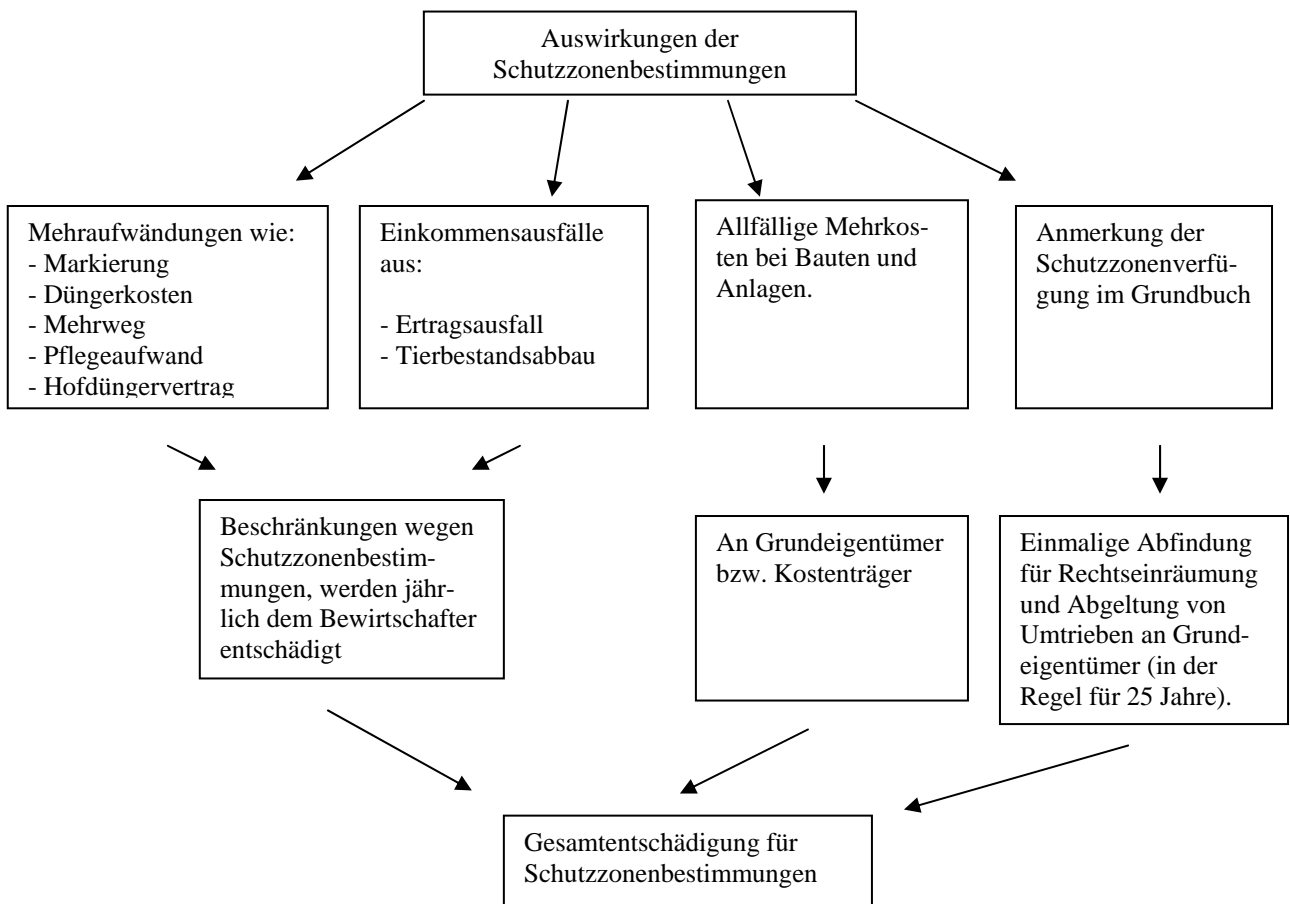 Auswirkungen der
Schutzzonenbestimmungen
Mehraufwändungen wie:
- Markierung
- Düngerkosten
- Mehrweg
- Pflegeaufwand
- Hofdüngervertrag
Einkommensausfälle
aus:
- Ertragsausfall
- Tierbestandsabbau
Allfällige Mehrkos-
ten bei Bauten und
Anlagen.
Anmerkung der
Schutzzonenverfü-
gung im Grundbuch
Beschränkungen wegen
Schutzzonenbestim-
mungen, werden jähr-
lich dem Bewirtschafter
entschädigt
An Grundeigentümer
bzw. Kostenträger
Einmalige Abfindung
für Rechtseinräumung
und Abgeltung von
Umtrieben an Grund-
eigentümer (in der
Regel für 25 Jahre).
Gesamtentschädigung für
Schutzzonenbestimmungen